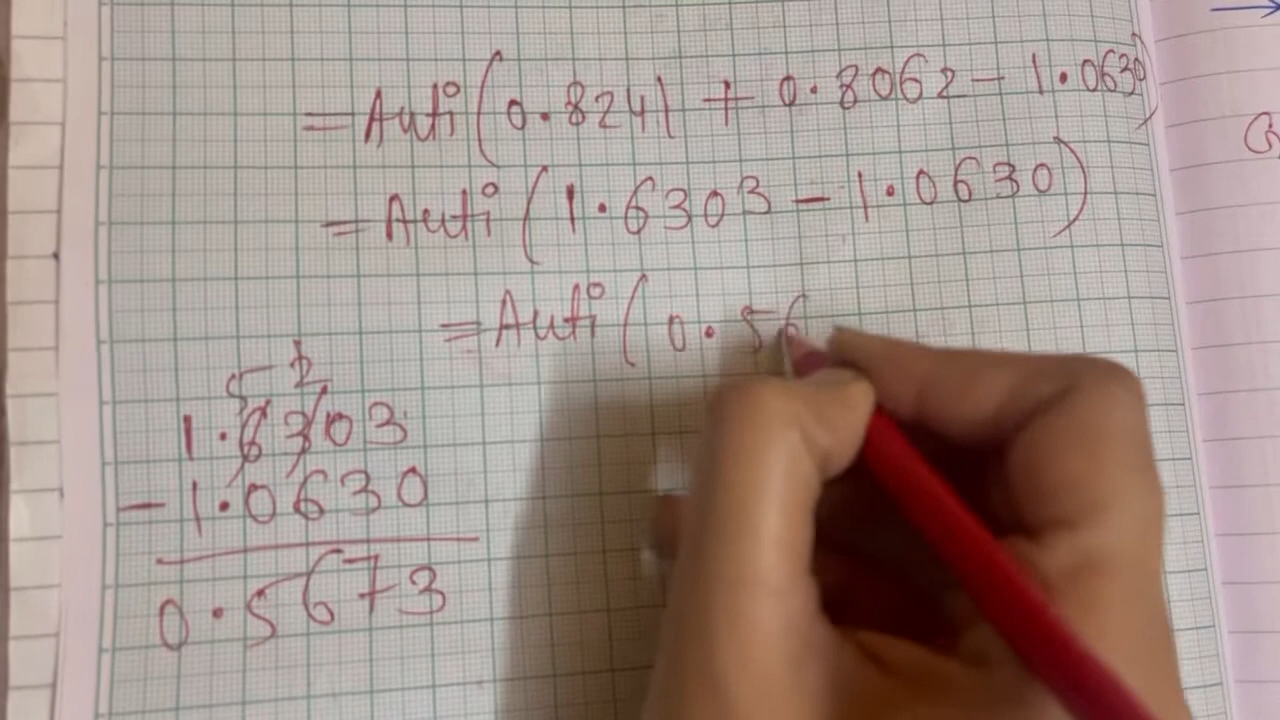 = Anti (0.8241 + 0.8062 - 1.0630)
= Anti (1.6303 - 1.0630)
= Anti (0.56
5 2
1.6303
- 1.0630
0.5673